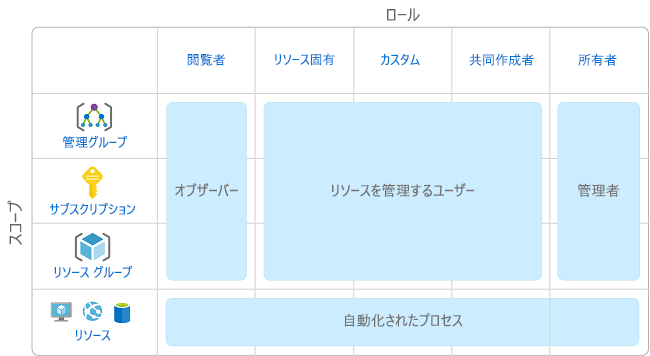 ロール
閲覧者
リソース固有
カスタム
共同作成者
所有者
スコープ
管理グループ
サブスクリプション
リソース グループ
リソース
オブザーバー
リソースを管理するユーザー
管理者
自動化されたプロセス